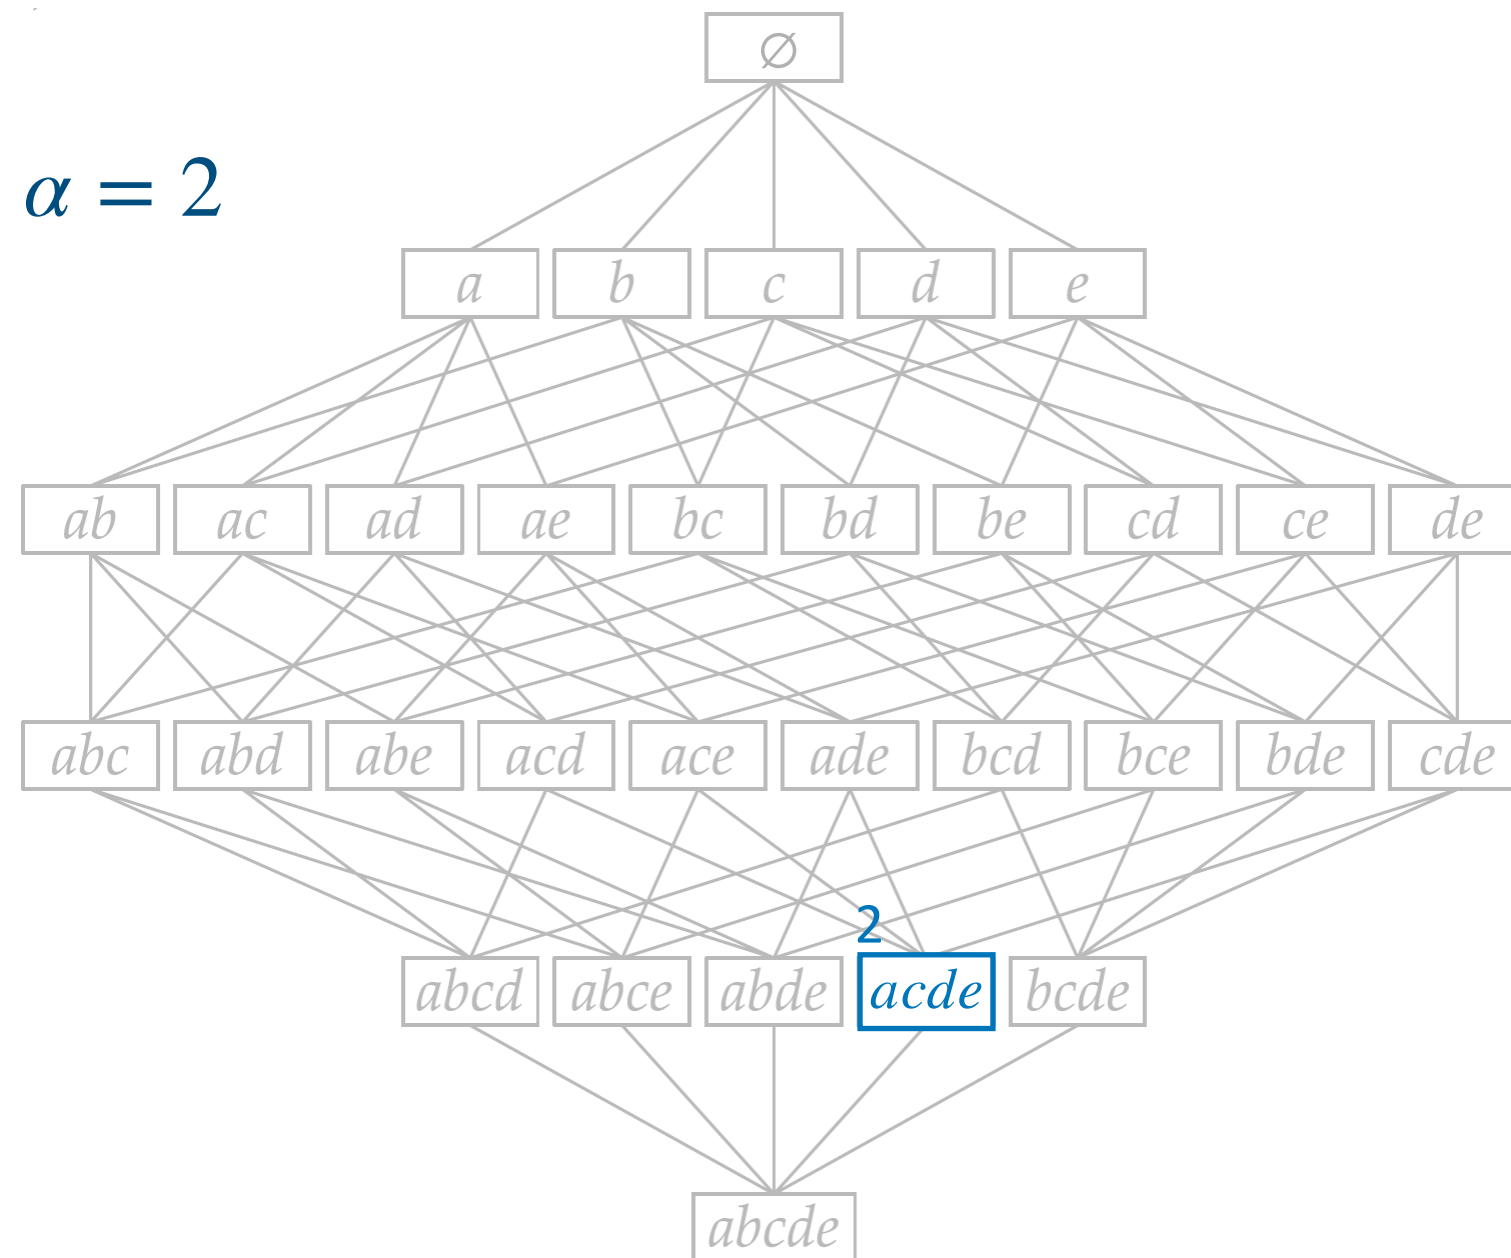 ∅
α = 2
a b c d e
ab ac ad ae bc bd be cd ce de
abc abd abe acd ace ade bcd bce bde cde
2
abcd abce abde acde bcde
abcde